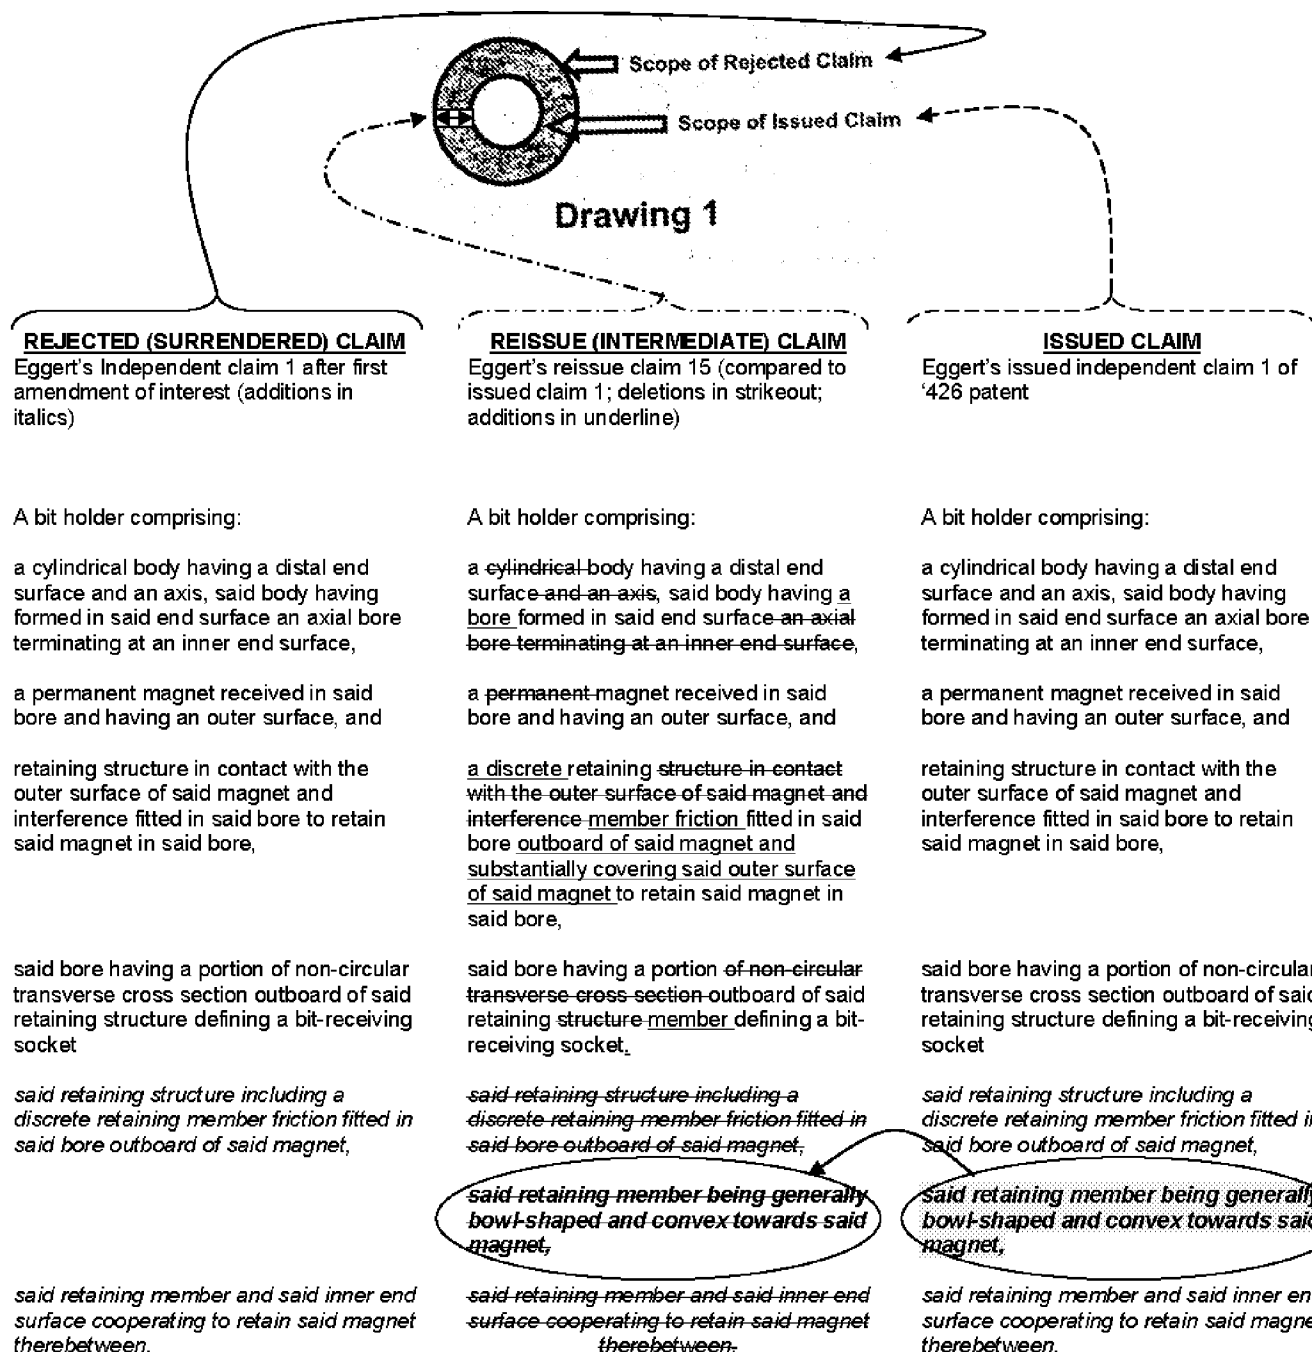 Scope of Rejected Claim
Scope of Issued Claim
Drawing 1
REJECTED (SURRENDERED) CLAIM
Eggert's Independent claim 1 after first
amendment of interest (additions in
italics)
A bit holder comprising:
a cylindrical body having a distal end
surface and an axis, said body having
formed in said end surface an axial bore
terminating at an inner end surface,
a permanent magnet received in said
bore and having an outer surface, and
retaining structure in contact with the
outer surface of said magnet and
interference fitted in said bore to retain
said magnet in said bore,
said bore having a portion of non-circular
transverse cross section outboard of said
retaining structure defining a bit-receiving
socket
said retaining structure including a
discrete retaining member friction fitted in
said bore outboard of said magnet,
said retaining member and said inner end
surface cooperating to retain said magnet
therebetween.
REISSUE (INTERMEDIATE) CLAIM
Eggert's reissue claim 15 (compared to
issued claim 1; deletions in strikeout;
additions in underline)
A bit holder comprising:
a cylindrical body having a distal end
surface and an axis, said body having a
bore formed in said end surface an axial
bore terminating at an inner end surface,
a permanent magnet received in said
bore and having an outer surface, and
a discrete retaining structure in contact
with the outer surface of said magnet and
interference member friction fitted in said
bore outboard of said magnet and
substantially covering said outer surface
of said magnet to retain said magnet in
said bore,
said bore having a portion of non-circular
transverse cross section outboard of said
retaining structure member defining a bit-
receiving socket.
said retaining structure including a
discrete retaining member friction fitted in
said bore outboard of said magnet,
said retaining member being generally
bowl-shaped and convex towards said
magnet,
said retaining member and said inner end
surface cooperating to retain said magnet
therebetween.
ISSUED CLAIM
Eggert's issued independent claim 1 of
'426 patent
A bit holder comprising:
a cylindrical body having a distal end
surface and an axis, said body having
formed in said end surface an axial bore
terminating at an inner end surface,
a permanent magnet received in said
bore and having an outer surface, and
retaining structure in contact with the
outer surface of said magnet and
interference fitted in said bore to retain
said magnet in said bore,
said bore having a portion of non-circular
transverse cross section outboard of said
retaining structure defining a bit-receiving
socket
said retaining structure including a
discrete retaining member friction fitted in
said bore outboard of said magnet,
said retaining member being generally
bowl-shaped and convex towards said
magnet,
said retaining member and said inner end
surface cooperating to retain said magnet
therebetween.